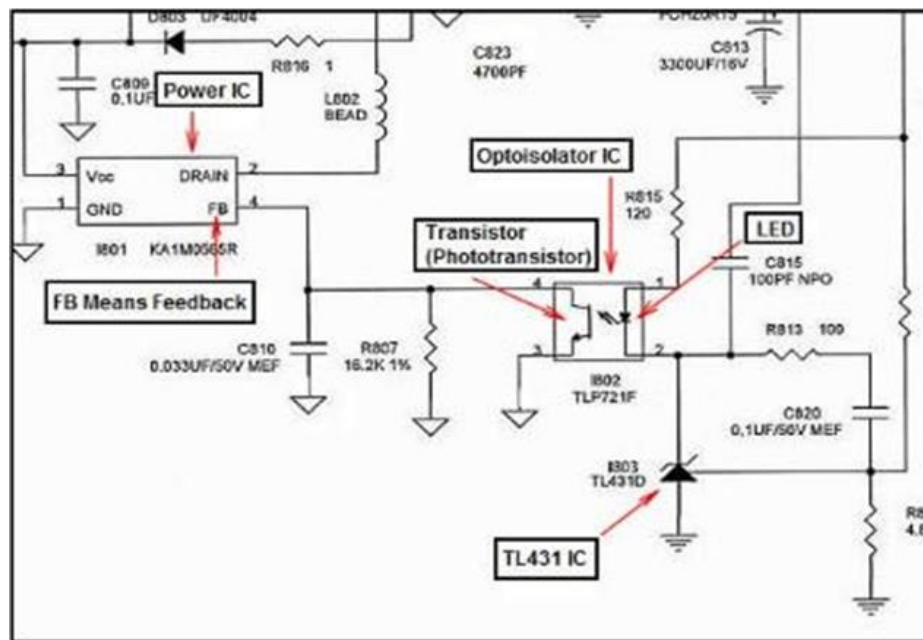 D803 UF4004
R816 1
C823
4700PF
C813
3300UF/16V
C809
0.1UF
Power IC
L802
BEAD
Optoisolator IC
3 Vcc DRAIN 2
1 GND FB 4
R815
120
I801 KA1M0565R
Transistor
(Phototransistor)
LED
C815
100PF NPO
FB Means Feedback
4 1
3 2
C810
0.033UF/50V MEF
R807
16.2K 1%
R813 100
I802
TLP721F
C820
0.1UF/50V MEF
I803
TL431D
TL431 IC